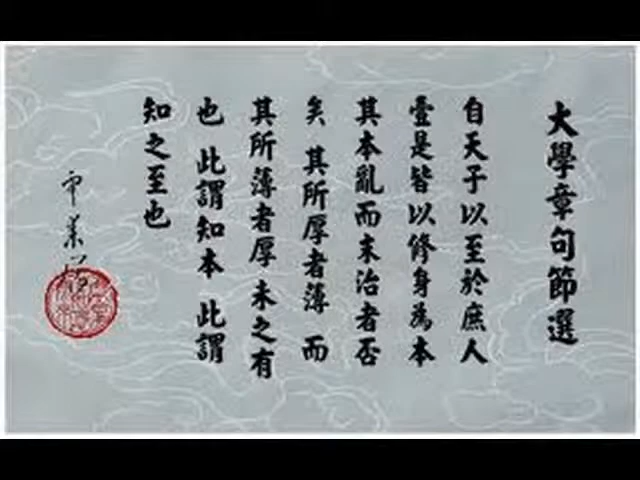 大學章句節選
自天子以至於庶人
壹是皆以修身為本
其本亂而末治者否
矣 其所厚者薄 而
其所薄者厚 未之有
也 此謂知本 此謂
知之至也